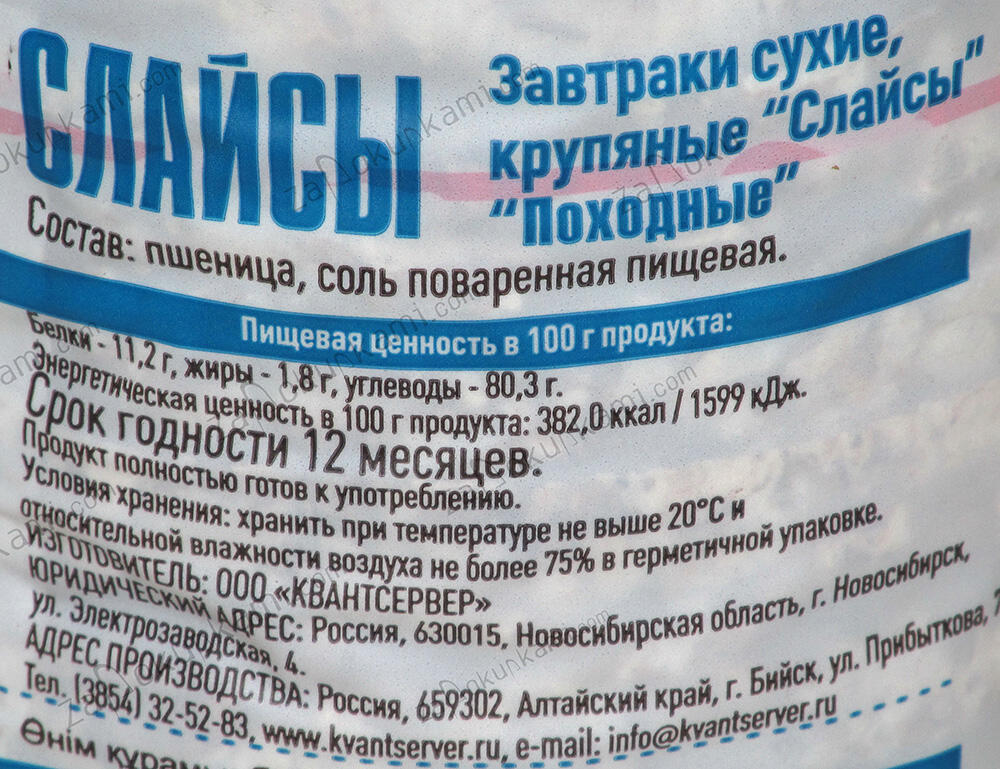 СЛАЙСЫ
Завтраки сухие,
крупяные "Слайсы"
"Походные"
Состав: пшеница, соль поваренная пищевая.
Пищевая ценность в 100 г продукта:
Белки - 11,2 г, жиры - 1,8 г, углеводы - 80,3 г.
Энергетическая ценность в 100 г продукта: 382,0 ккал / 1599 кДж.
Срок годности 12 месяцев.
Продукт полностью готов к употреблению.
Условия хранения: хранить при температуре не выше 20°С и
относительной влажности воздуха не более 75% в герметичной упаковке.
ИЗГОТОВИТЕЛЬ: ООО «КВАНТСЕРВЕР»
ЮРИДИЧЕСКИЙ АДРЕС: Россия, 630015, Новосибирская область, г. Новосибирск,
ул. Электрозаводская, 4.
АДРЕС ПРОИЗВОДСТВА: Россия, 659302, Алтайский край, г. Бийск, ул. Прибыткова,
Тел. (3854) 32-52-83, www.kvantserver.ru, e-mail: info@kvantserver.ru
Өнім